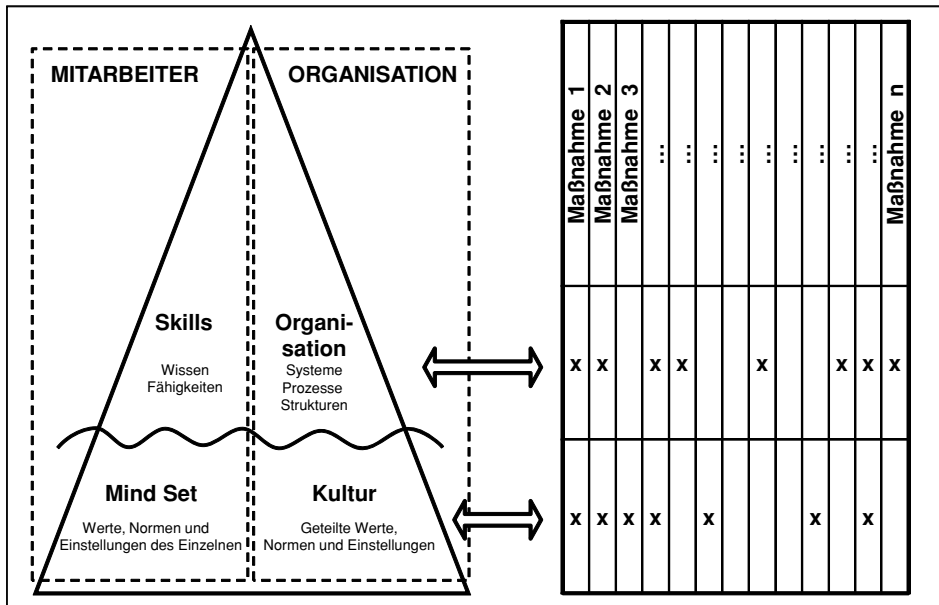 MITARBEITER
ORGANISATION
Skills
Wissen
Fähigkeiten
Organi-
sation
Systeme
Prozesse
Strukturen
Mind Set
Werte, Normen und
Einstellungen des Einzelnen
Kultur
Geteilte Werte,
Normen und Einstellungen
Maßnahme 1
Maßnahme 2
Maßnahme 3
...
...
...
...
...
...
...
...
...
Maßnahme n
x x x x x x x x
x x x x x x x